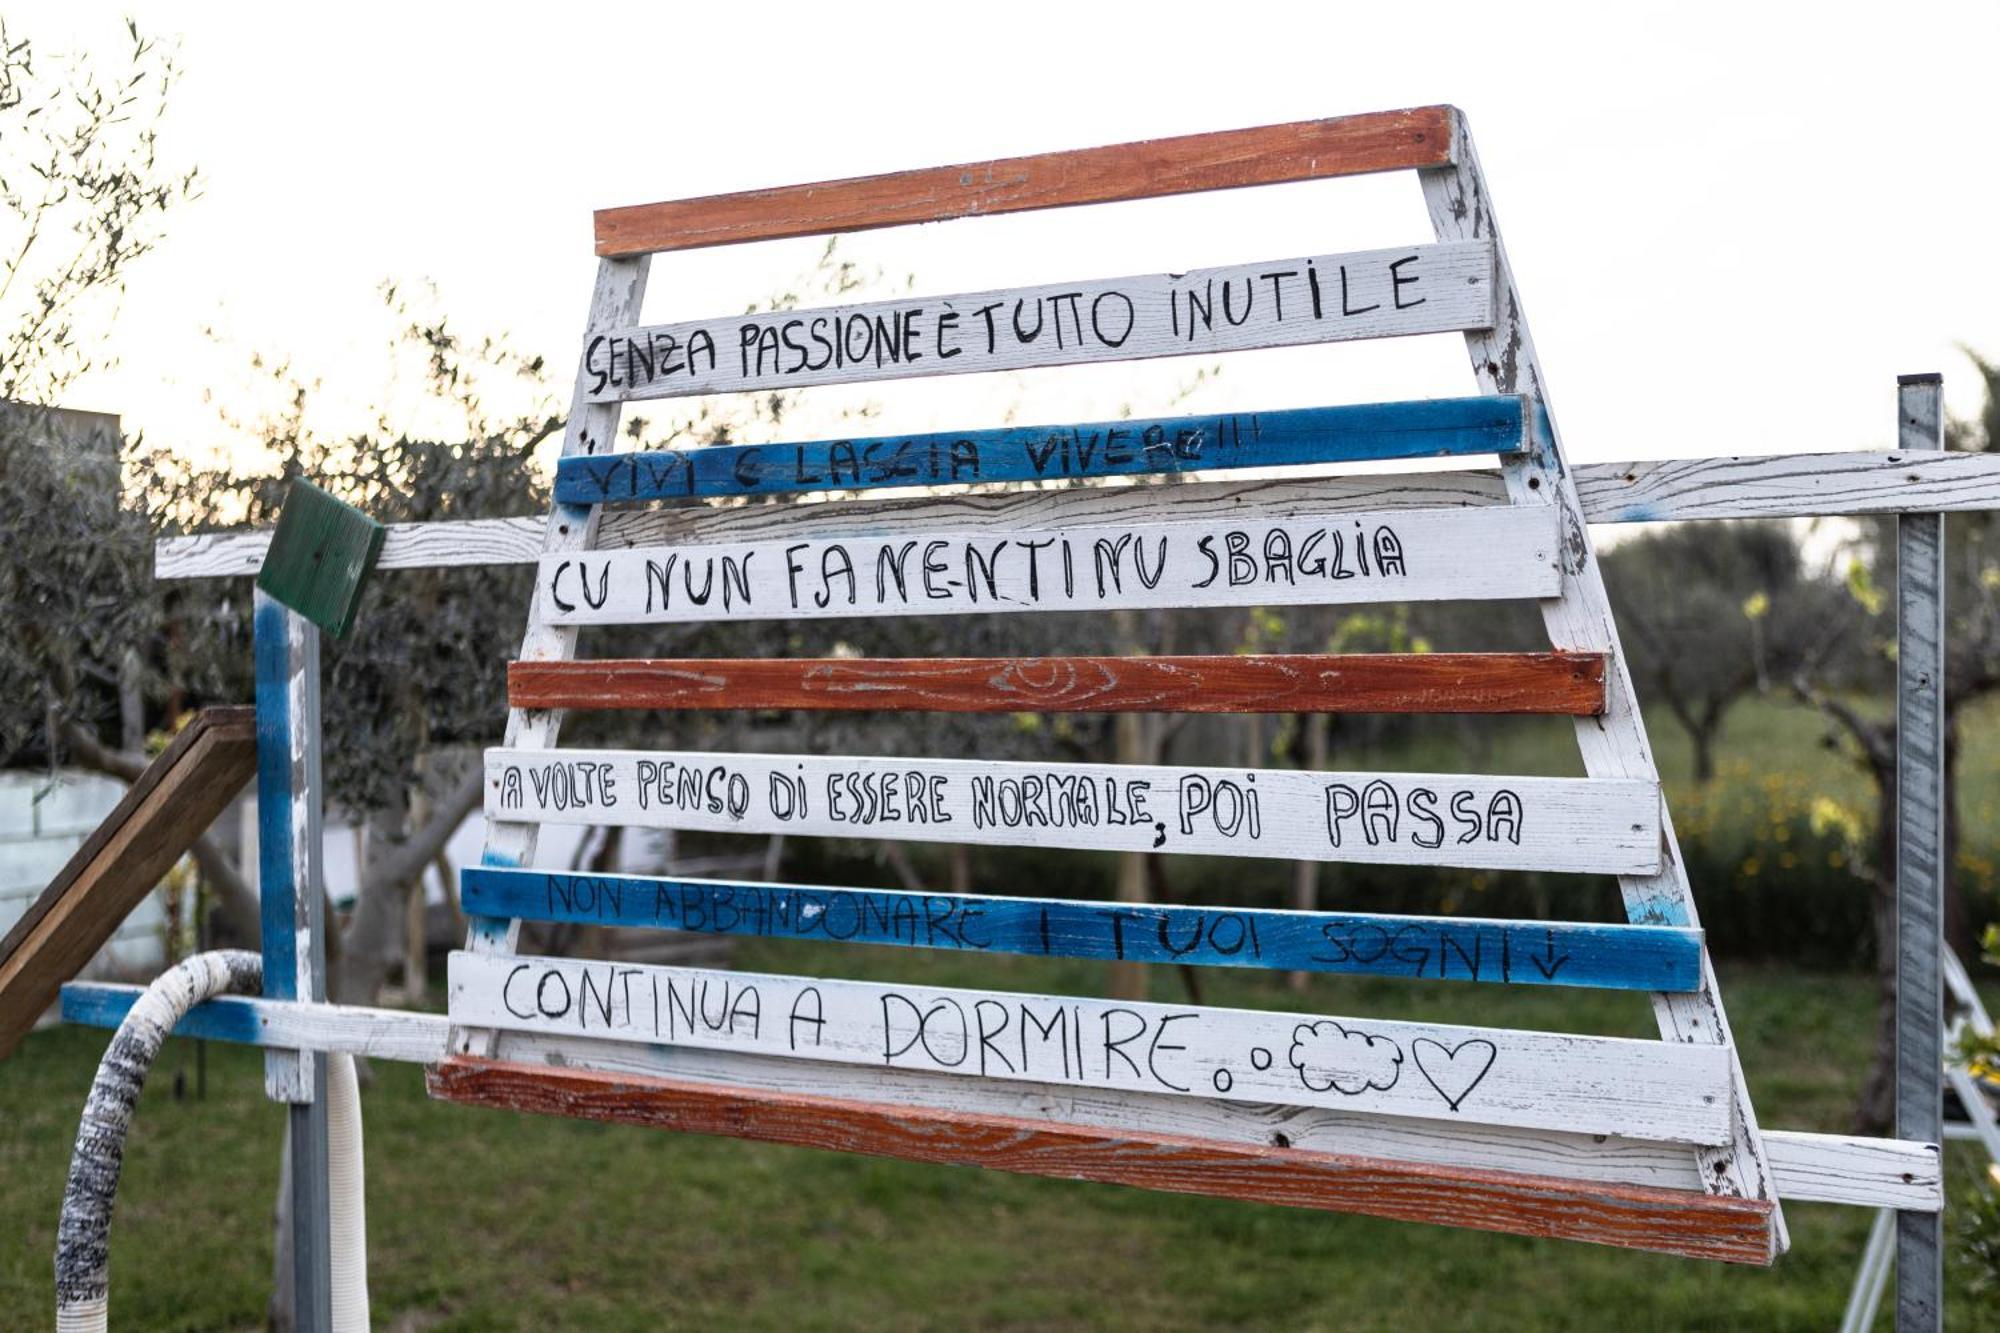 SENZA PASSIONE È TUTTO INUTILE
VIVI E LASCIA VIVERE!!!
CU NUN FA NENTI NU SBAGLIA
A VOLTE PENSO DI ESSERE NORMALE, POI PASSA
NON ABBANDONARE I TUOI SOGNI ↓
CONTINUA A DORMIRE.